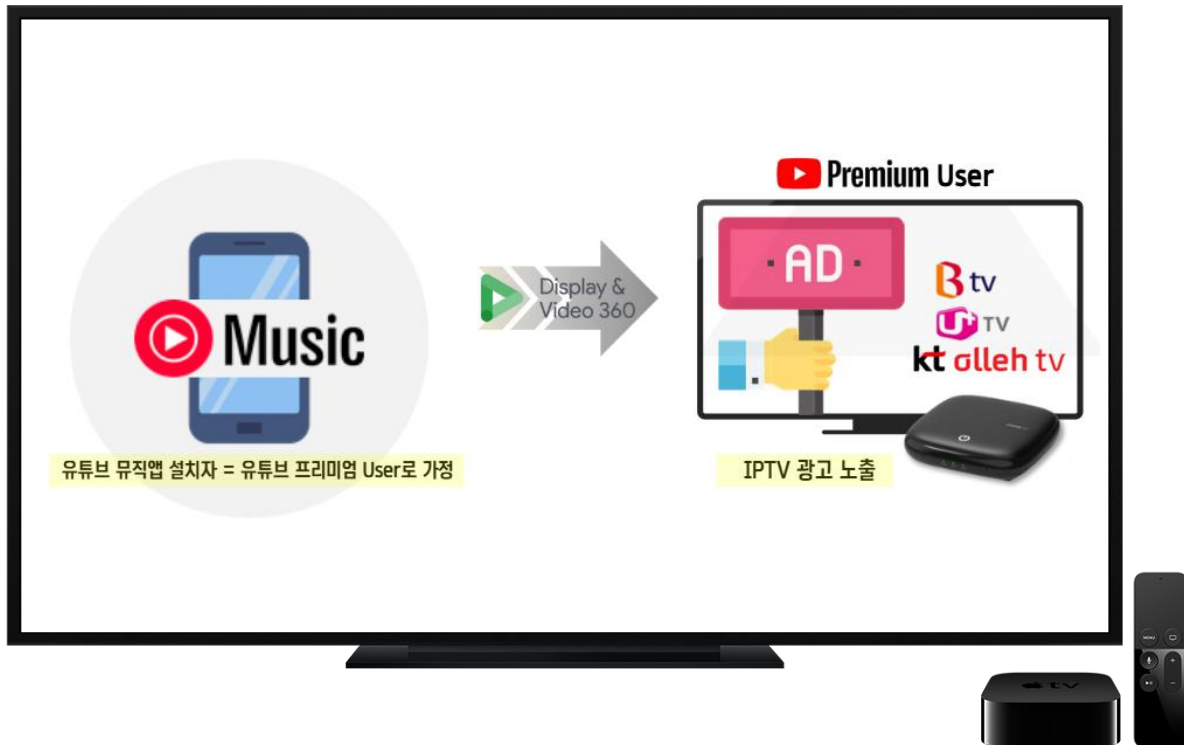 Premium User
AD
B tv
U+ TV
kt olleh tv
Display &
Video 360
Music
유튜브 뮤직앱 설치자 = 유튜브 프리미엄 User로 가정
IPTV 광고 노출
MENU
tv